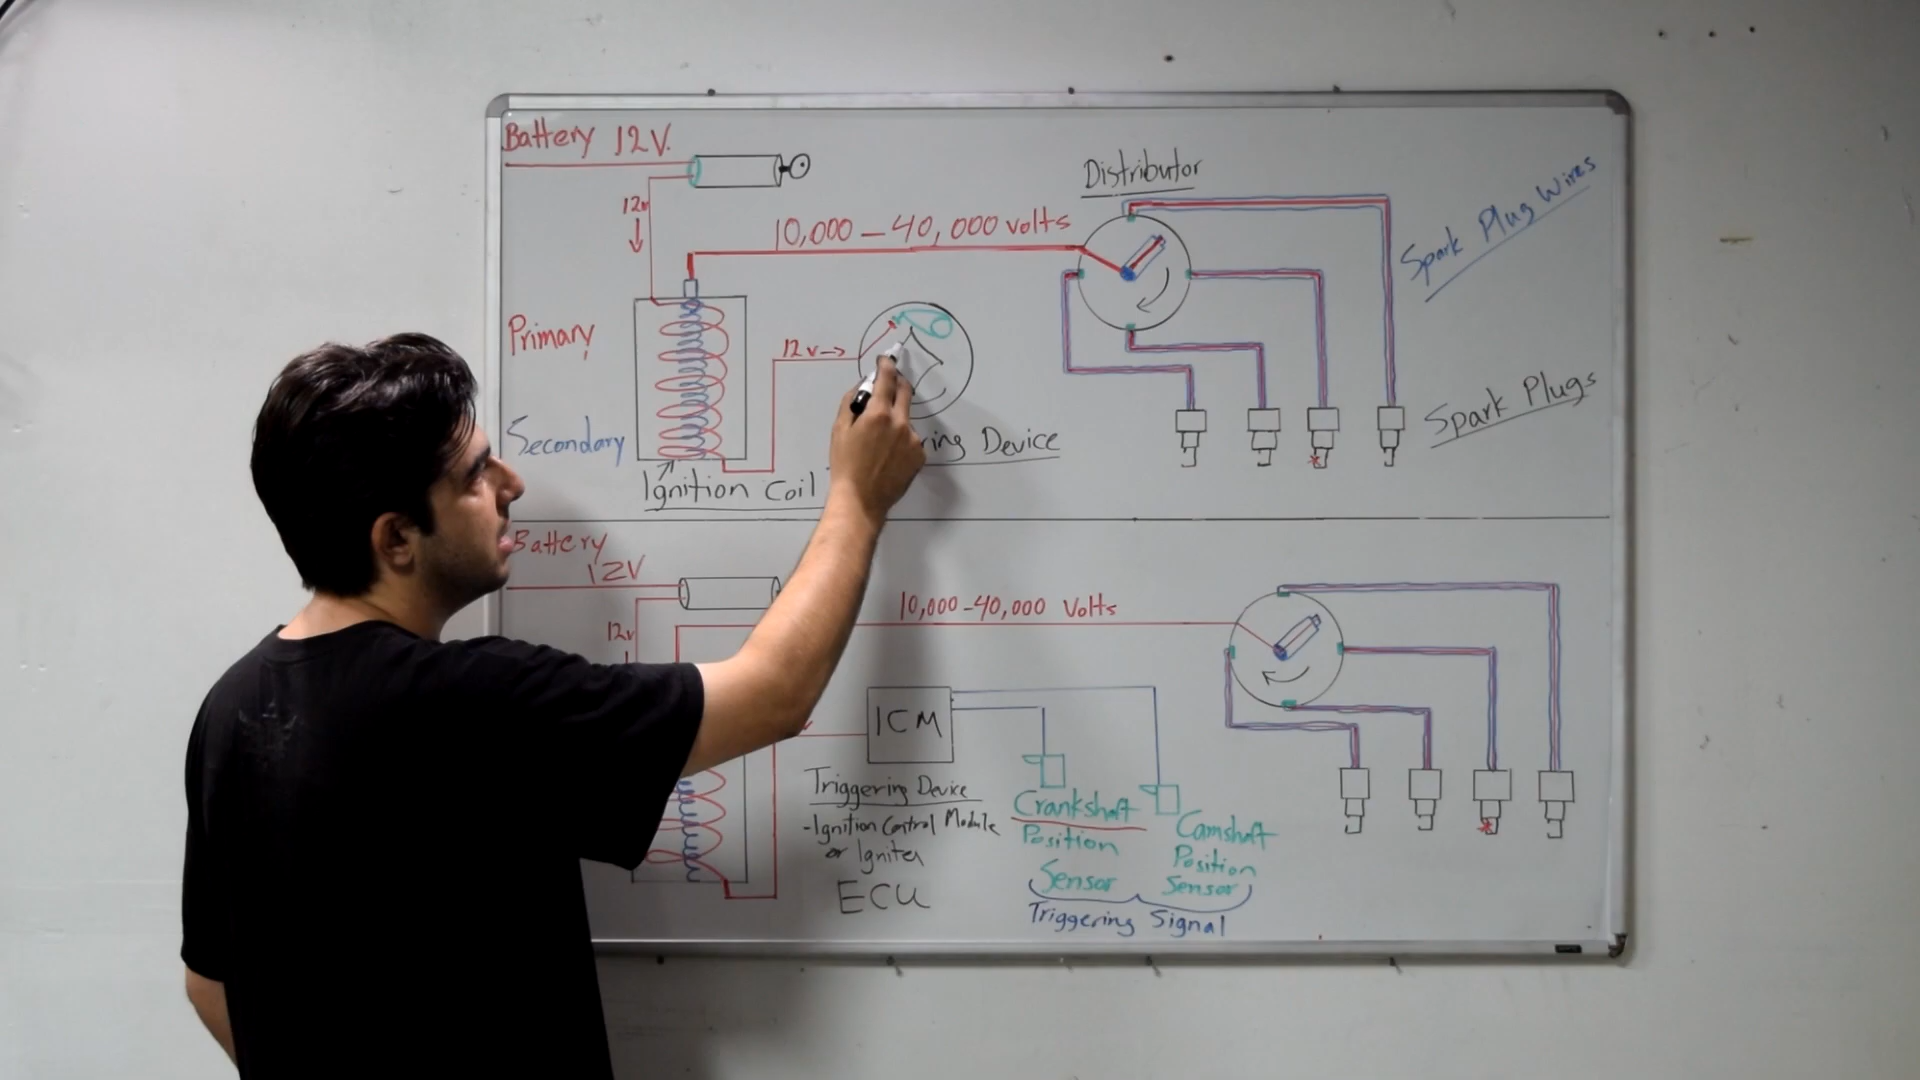 Battery 12V.
Distributor
Spark Plug Wires
12v
10,000 – 40,000 volts
Primary
12v
Secondary
Spark Plugs
ring Device
Ignition Coil
Battery
12V
10,000 - 40,000 Volts
12v
ICM
Triggering Device
- Ignition Control Module
or Igniter
ECU
Crankshaft
Position
Sensor
Camshaft
Position
Sensor
Triggering Signal